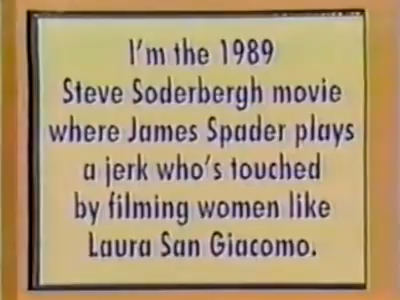 I'm the 1989
Steve Soderbergh movie
where James Spader plays
a jerk who's touched
by filming women like
Laura San Giacomo.